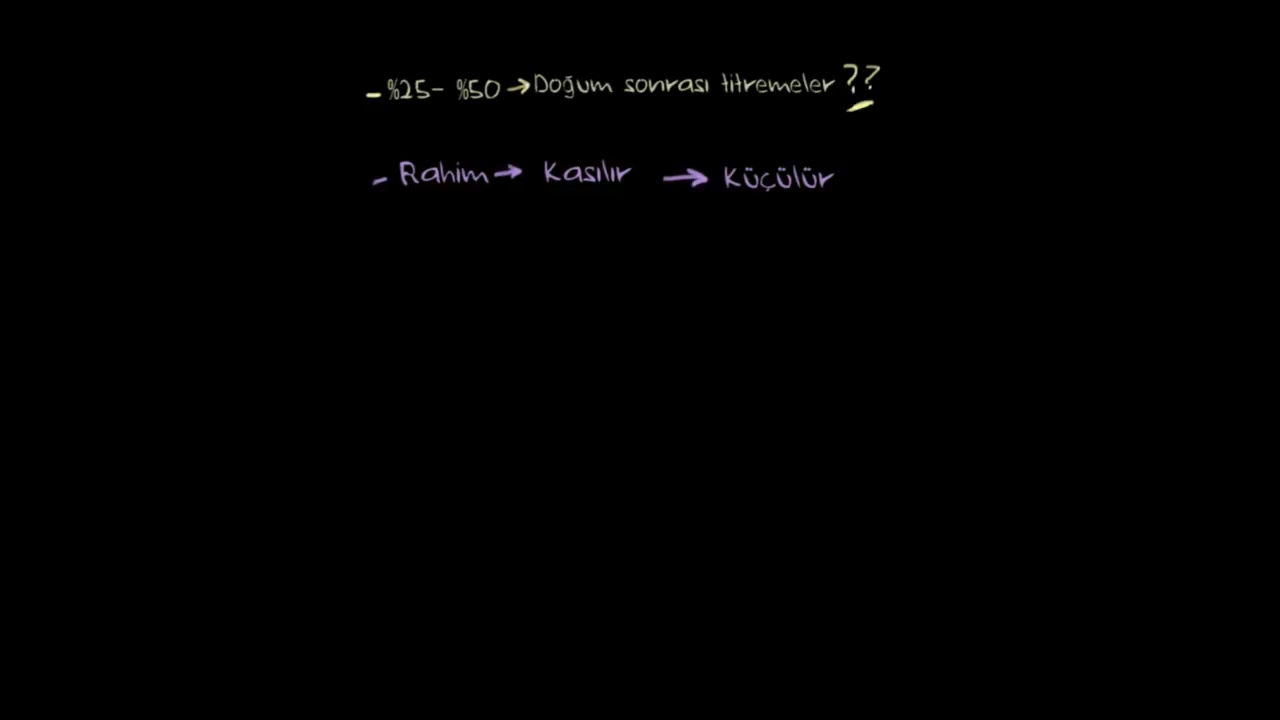 - %25- %50 → Doğum sonrası titremeler ??
- Rahim → Kasılır → Küçülür